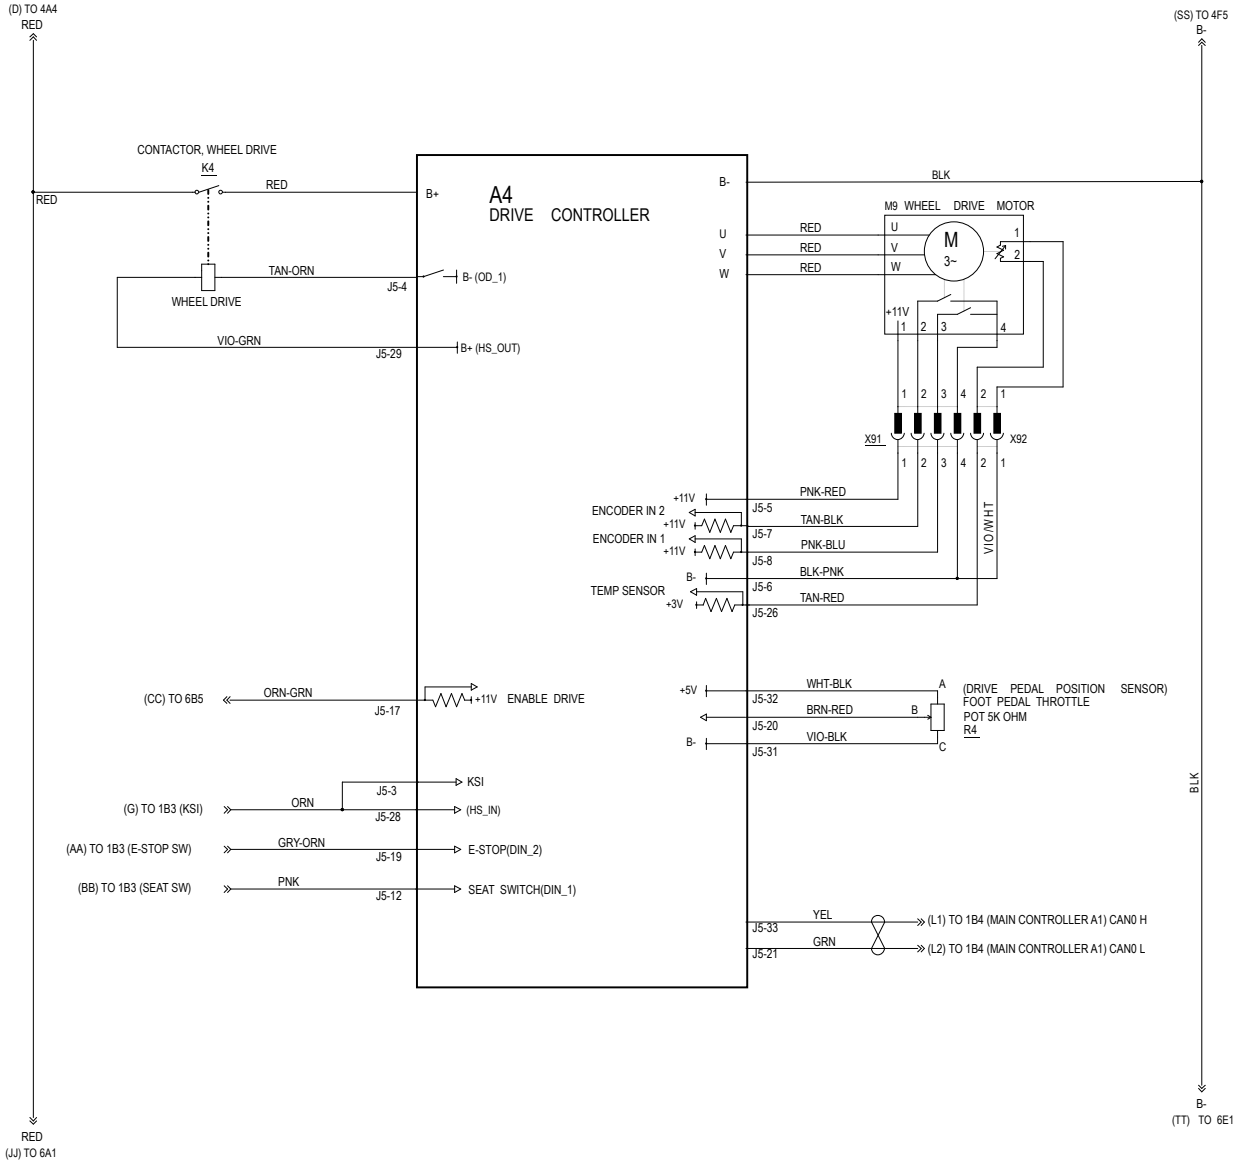 (D) TO 4A4
RED
(SS) TO 4F5
B-
CONTACTOR, WHEEL DRIVE
K4
RED
RED
B+
A4
DRIVE CONTROLLER
B-
BLK
M9 WHEEL DRIVE MOTOR
U
RED
U
V
RED
V
W
RED
W
M
3~
1
2
TAN-ORN
J5-4
B- (OD_1)
WHEEL DRIVE
+11V
1
2
3
4
VIO-GRN
J5-29
B+ (HS_OUT)
1
2
3
4
2
1
X91
X92
1
2
3
4
2
1
+11V
PNK-RED
J5-5
ENCODER IN 2
+11V
TAN-BLK
J5-7
ENCODER IN 1
+11V
PNK-BLU
J5-8
VIO/WHT
B-
BLK-PNK
J5-6
TEMP SENSOR
+3V
TAN-RED
J5-26
(CC) TO 6B5
ORN-GRN
J5-17
+11V ENABLE DRIVE
+5V
WHT-BLK
J5-32
A
(DRIVE PEDAL POSITION SENSOR)
FOOT PEDAL THROTTLE
BRN-RED
J5-20
B
POT 5K OHM
R4
B-
VIO-BLK
J5-31
C
J5-3
KSI
(G) TO 1B3 (KSI)
ORN
J5-28
(HS_IN)
BLK
(AA) TO 1B3 (E-STOP SW)
GRY-ORN
J5-19
E-STOP(DIN_2)
(BB) TO 1B3 (SEAT SW)
PNK
J5-12
SEAT SWITCH(DIN_1)
YEL
J5-33
(L1) TO 1B4 (MAIN CONTROLLER A1) CAN0 H
GRN
J5-21
(L2) TO 1B4 (MAIN CONTROLLER A1) CAN0 L
RED
(JJ) TO 6A1
B-
(TT) TO 6E1